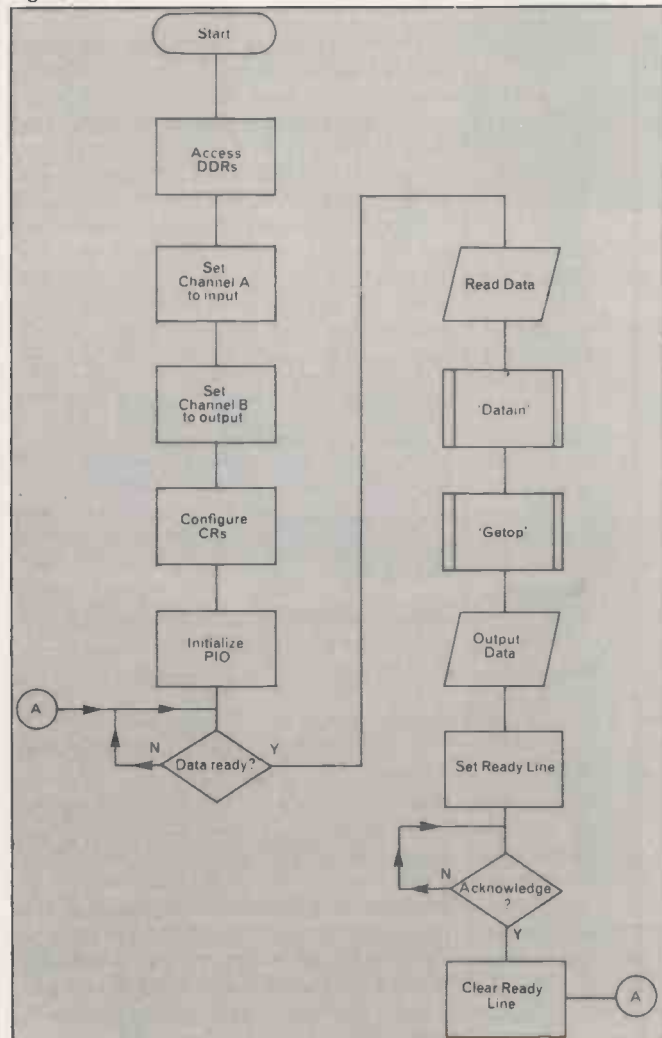 Start
Access
DDRs
Set
Channel A
to input
Set
Channel B
to output
Configure
CRs
Initialize
PIO
A
N
Y
Data ready?
Read Data
'Datain'
'Getop'
Output
Data
Set Ready Line
N
Acknowledge
?
Y
Clear Ready
Line
A